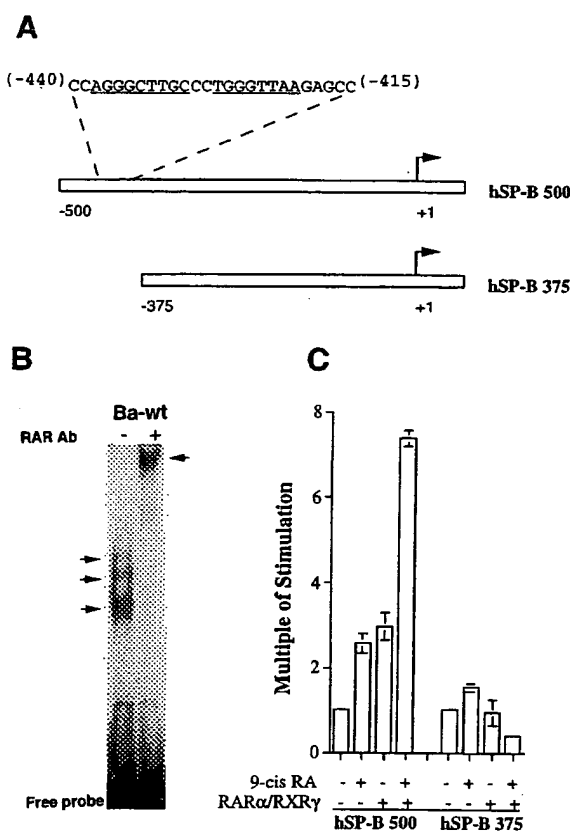 A
(-440) CCAGGGCTTGCCCTGGGTTAAGAGCC (-415)
-500 +1 hSP-B 500
-375 +1 hSP-B 375
B
Ba-wt
RAR Ab - +
Free probe
C
Multiple of Stimulation
8
6
4
2
0
9-cis RA - + - + - + - +
RARα/RXRγ - - + + - - + +
hSP-B 500 hSP-B 375